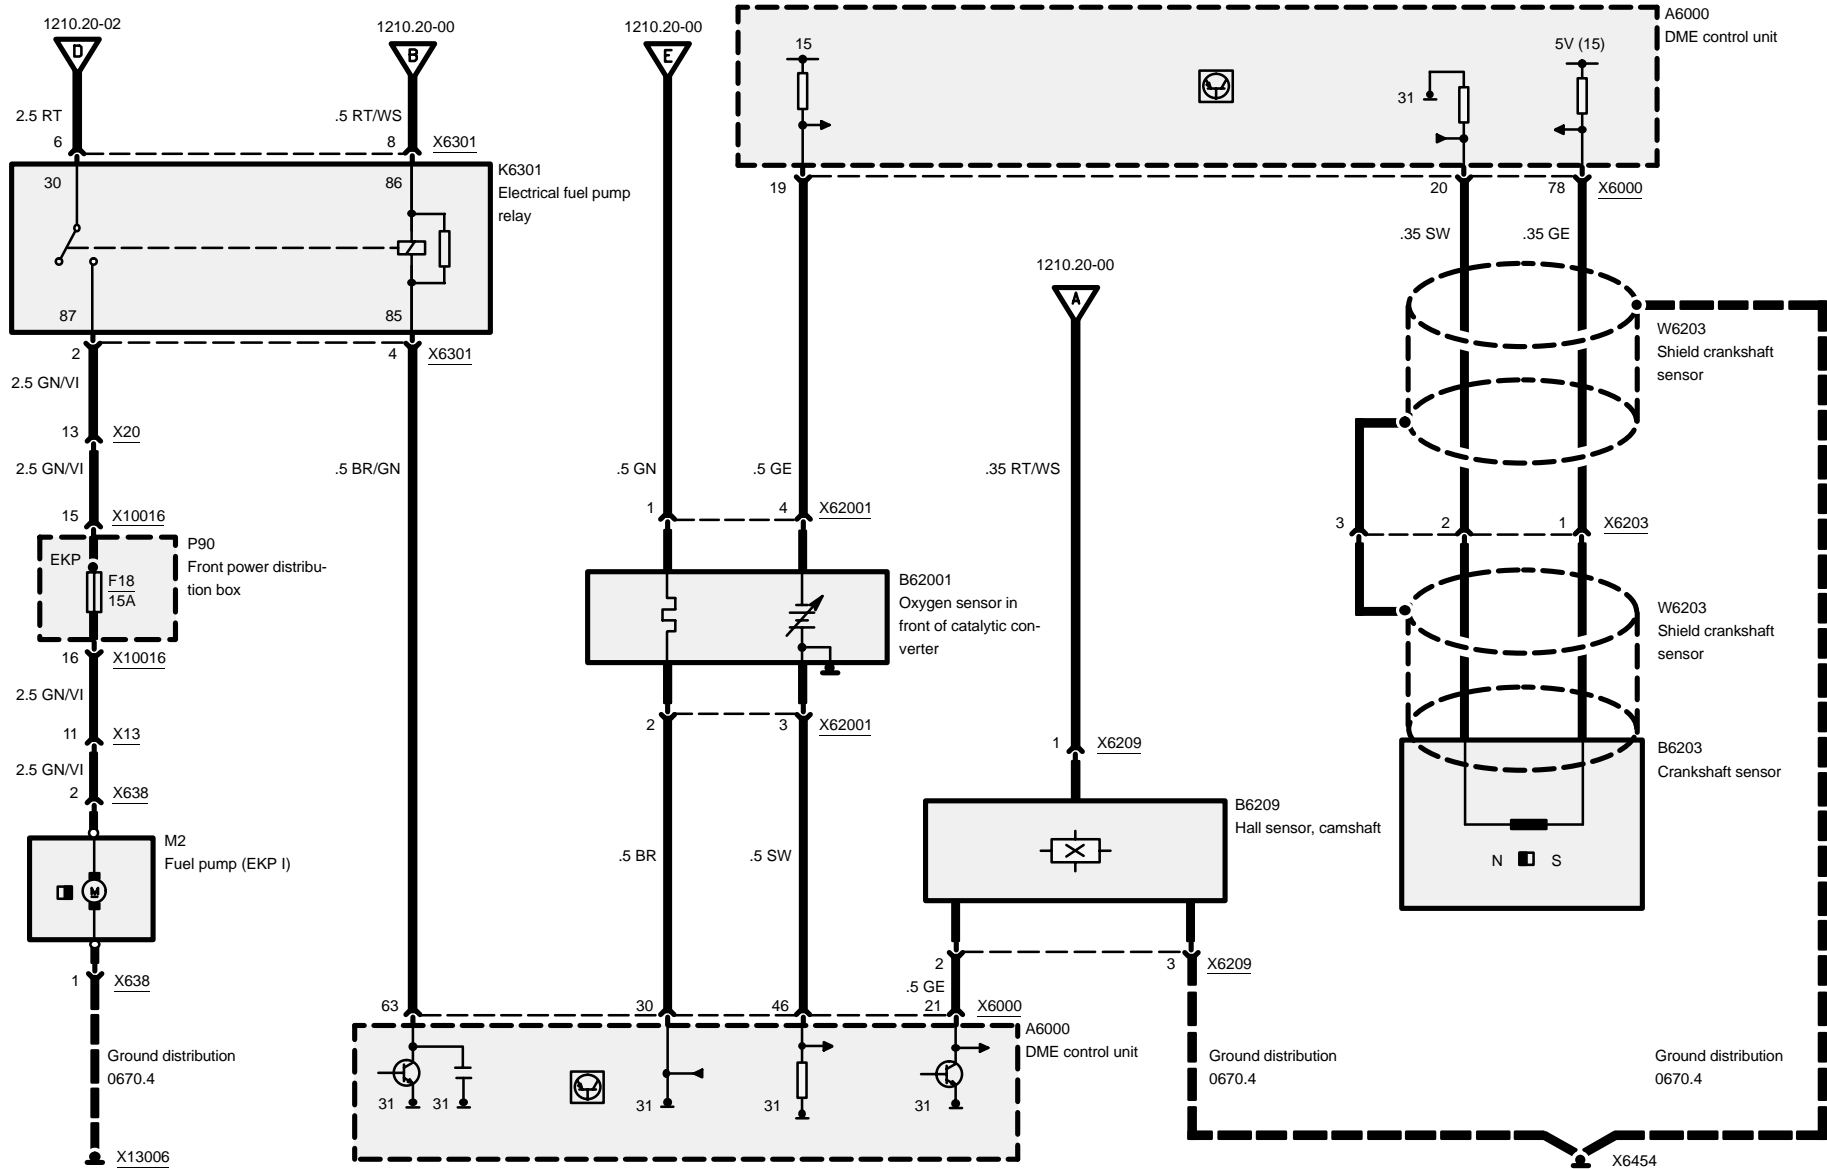 1210.20-02
1210.20-00
1210.20-00
D
B
E
A6000
DME control unit
15
5V (15)
31
2.5 RT
.5 RT/WS
6
8
X6301
K6301
Electrical fuel pump
relay
30
86
87
85
2
4
X6301
19
20
78
X6000
.35 SW
.35 GE
1210.20-00
A
W6203
Shield crankshaft
sensor
2.5 GN/VI
13
X20
2.5 GN/VI
.5 BR/GN
.5 GN
.5 GE
.35 RT/WS
15
X10016
1
4
X62001
3
2
1
X6203
EKP
F18
15A
P90
Front power distribu-
tion box
B62001
Oxygen sensor in
front of catalytic con-
verter
W6203
Shield crankshaft
sensor
16
X10016
2.5 GN/VI
11
X13
2.5 GN/VI
2
X638
2
3
X62001
1
X6209
B6203
Crankshaft sensor
M2
Fuel pump (EKP I)
M
.5 BR
.5 SW
B6209
Hall sensor, camshaft
N
S
1
X638
2
3
X6209
.5 GE
63
30
46
21
X6000
A6000
DME control unit
31
31
31
31
31
Ground distribution
0670.4
Ground distribution
0670.4
Ground distribution
0670.4
X13006
X6454